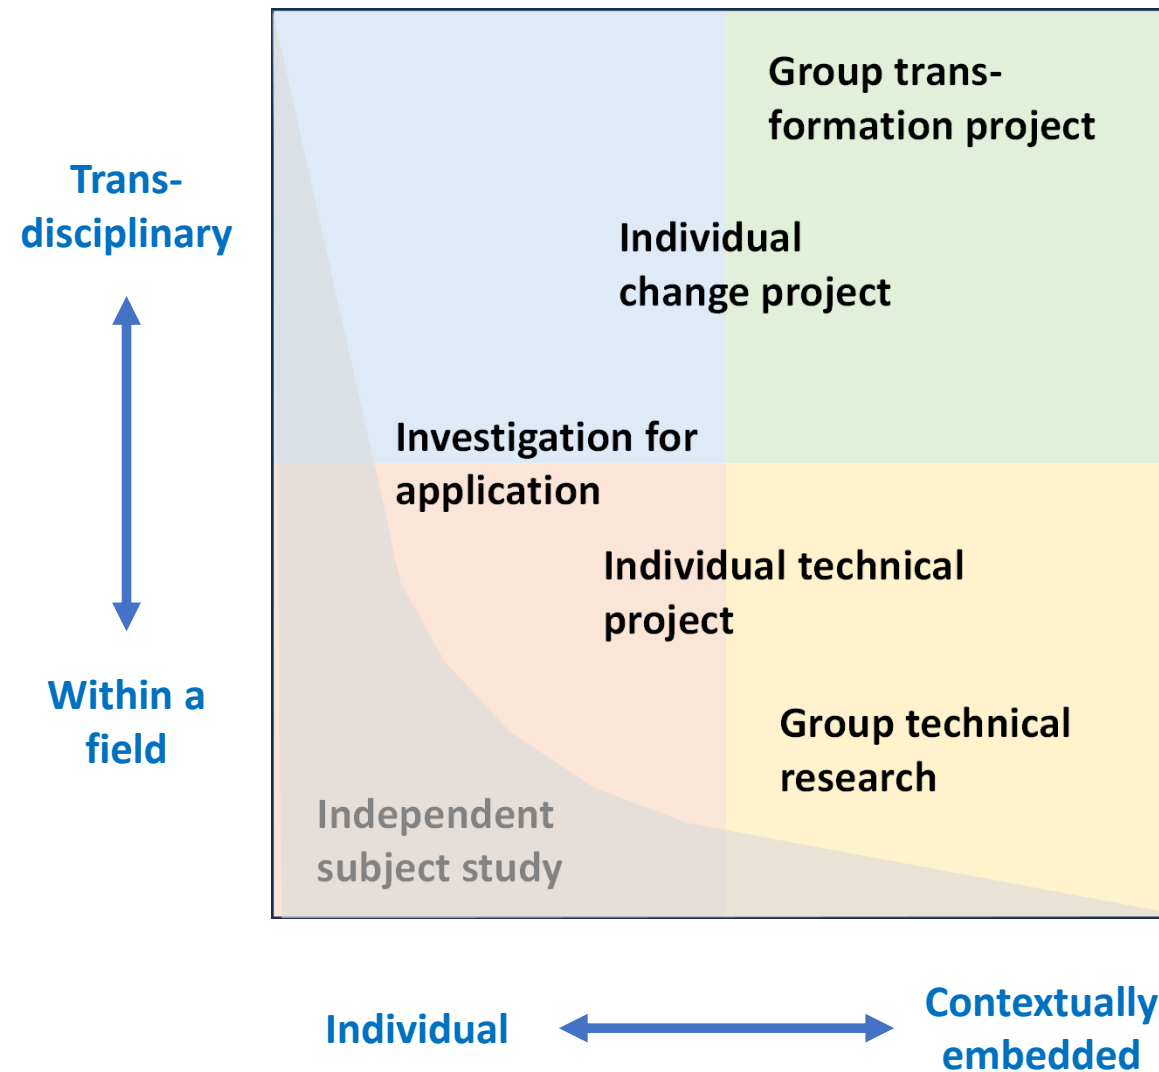 Group trans-
formation project
Trans-
disciplinary
Individual
change project
Investigation for
application
Individual technical
project
Within a
field
Group technical
research
Independent
subject study
Individual
Contextually
embedded